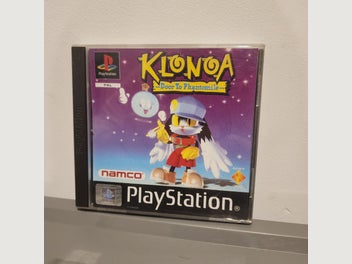 PlayStation
PAL
KLONOA
Door To Phantomile
namco
PlayStation